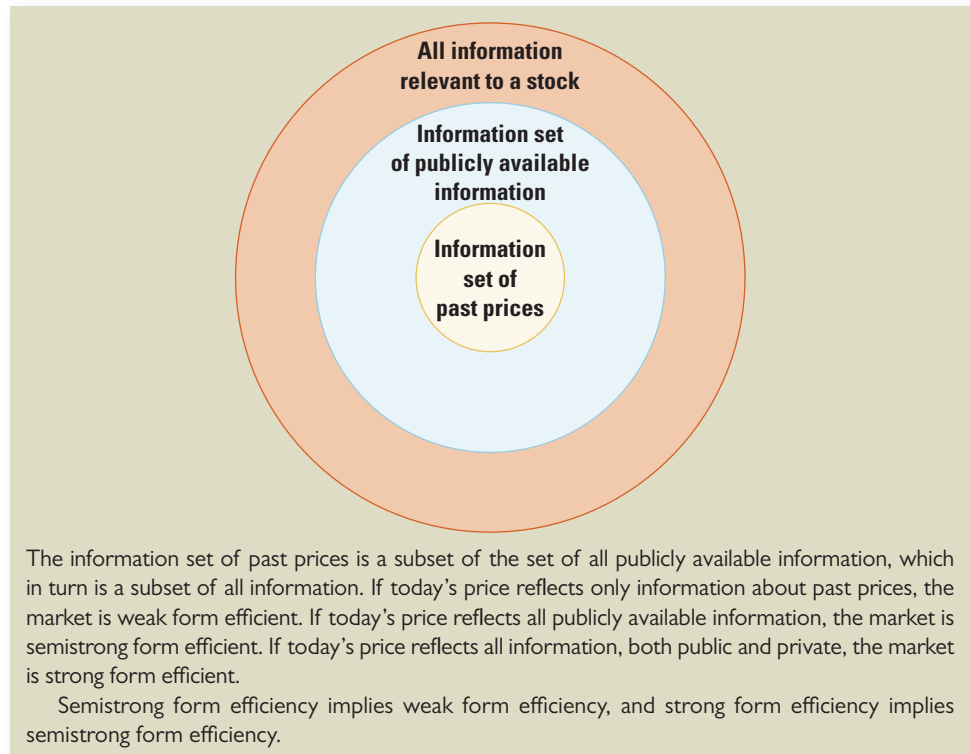 All information
relevant to a stock
Information set
of publicly available
information
Information
set of
past prices
The information set of past prices is a subset of the set of all publicly available information, which
in turn is a subset of all information. If today’s price reflects only information about past prices, the
market is weak form efficient. If today’s price reflects all publicly available information, the market is
semistrong form efficient. If today’s price reflects all information, both public and private, the market
is strong form efficient.
Semistrong form efficiency implies weak form efficiency, and strong form efficiency implies
semistrong form efficiency.